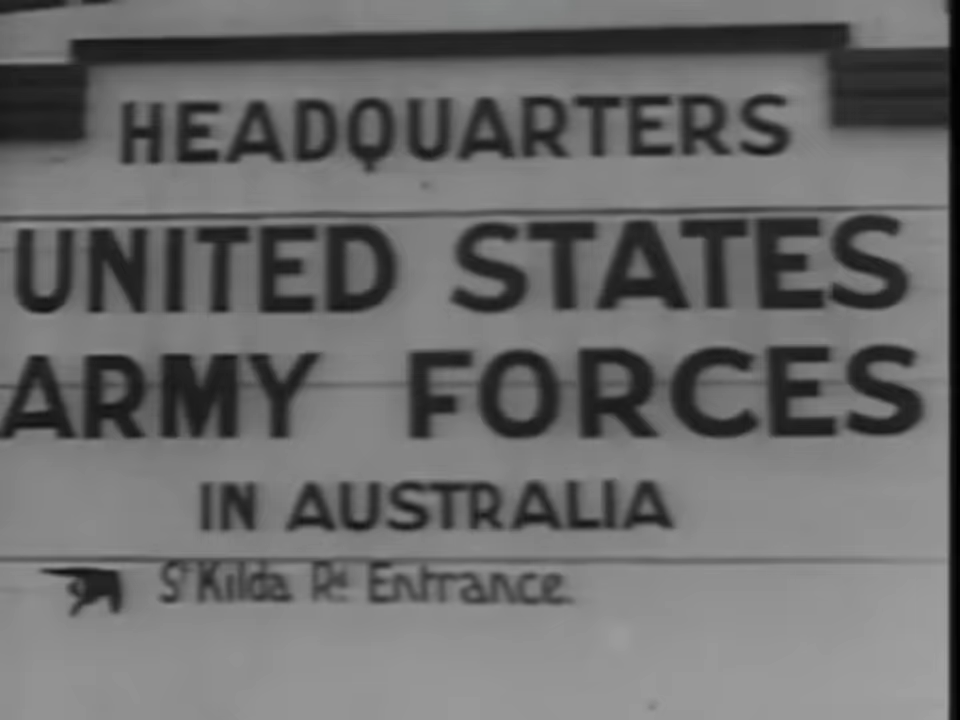 HEADQUARTERS
UNITED STATES
ARMY FORCES
IN AUSTRALIA
St Kilda Rd Entrance.